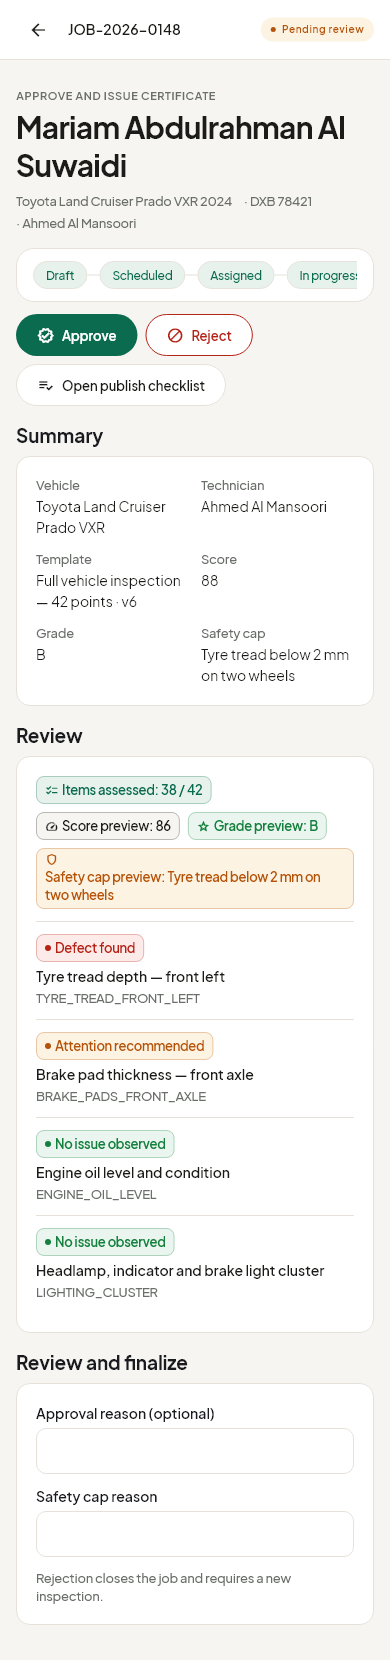 JOB-2026-0148
Pending review
APPROVE AND ISSUE CERTIFICATE
Mariam Abdulrahman Al
Suwaidi
Toyota Land Cruiser Prado VXR 2024 · DXB 78421
· Ahmed Al Mansoori
Draft
Scheduled
Assigned
In progress
Approve
Reject
Open publish checklist
Summary
Vehicle
Toyota Land Cruiser
Prado VXR
Technician
Ahmed Al Mansoori
Template
Full vehicle inspection
— 42 points · v6
Score
88
Grade
B
Safety cap
Tyre tread below 2 mm
on two wheels
Review
Items assessed: 38 / 42
Score preview: 86
Grade preview: B
Safety cap preview: Tyre tread below 2 mm on
two wheels
Defect found
Tyre tread depth — front left
TYRE_TREAD_FRONT_LEFT
Attention recommended
Brake pad thickness — front axle
BRAKE_PADS_FRONT_AXLE
No issue observed
Engine oil level and condition
ENGINE_OIL_LEVEL
No issue observed
Headlamp, indicator and brake light cluster
LIGHTING_CLUSTER
Review and finalize
Approval reason (optional)
Safety cap reason
Rejection closes the job and requires a new
inspection.